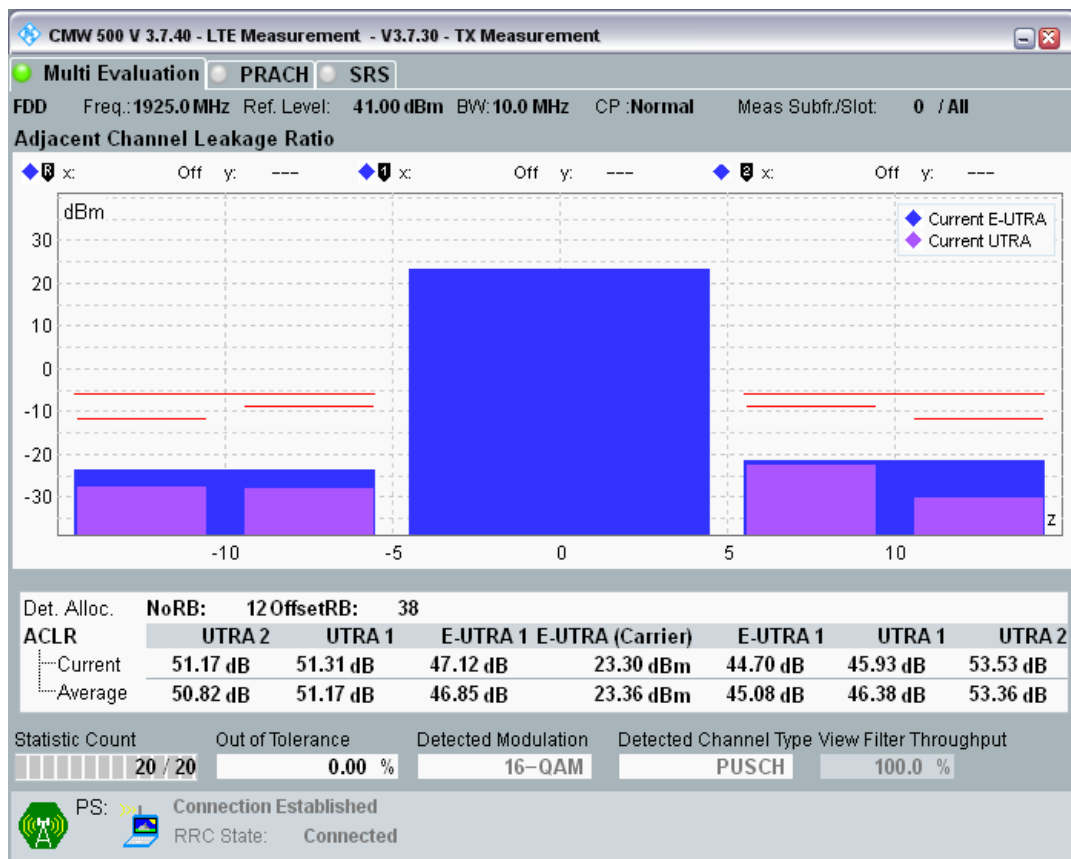 CMW 500 V 3.7.40 - LTE Measurement - V3.7.30 - TX Measurement
Multi Evaluation PRACH SRS
FDD Freq.:1925.0 MHz Ref. Level: 41.00 dBm BW:10.0 MHz CP :Normal Meas Subfr./Slot: 0 / All
Adjacent Channel Leakage Ratio
R x: Off y: --- 1 x: Off y: --- 2 x: Off y: ---
dBm
Current E-UTRA
Current UTRA
30
20
10
0
-10
-20
-30
z
-10 -5 0 5 10
Det. Alloc. NoRB: 12 OffsetRB: 38
ACLR UTRA 2 UTRA 1 E-UTRA 1 E-UTRA (Carrier) E-UTRA 1 UTRA 1 UTRA 2
Current 51.17 dB 51.31 dB 47.12 dB 23.30 dBm 44.70 dB 45.93 dB 53.53 dB
Average 50.82 dB 51.17 dB 46.85 dB 23.36 dBm 45.08 dB 46.38 dB 53.36 dB
Statistic Count Out of Tolerance Detected Modulation Detected Channel Type View Filter Throughput
20 / 20 0.00 % 16-QAM PUSCH 100.0 %
PS: Connection Established
RRC State: Connected